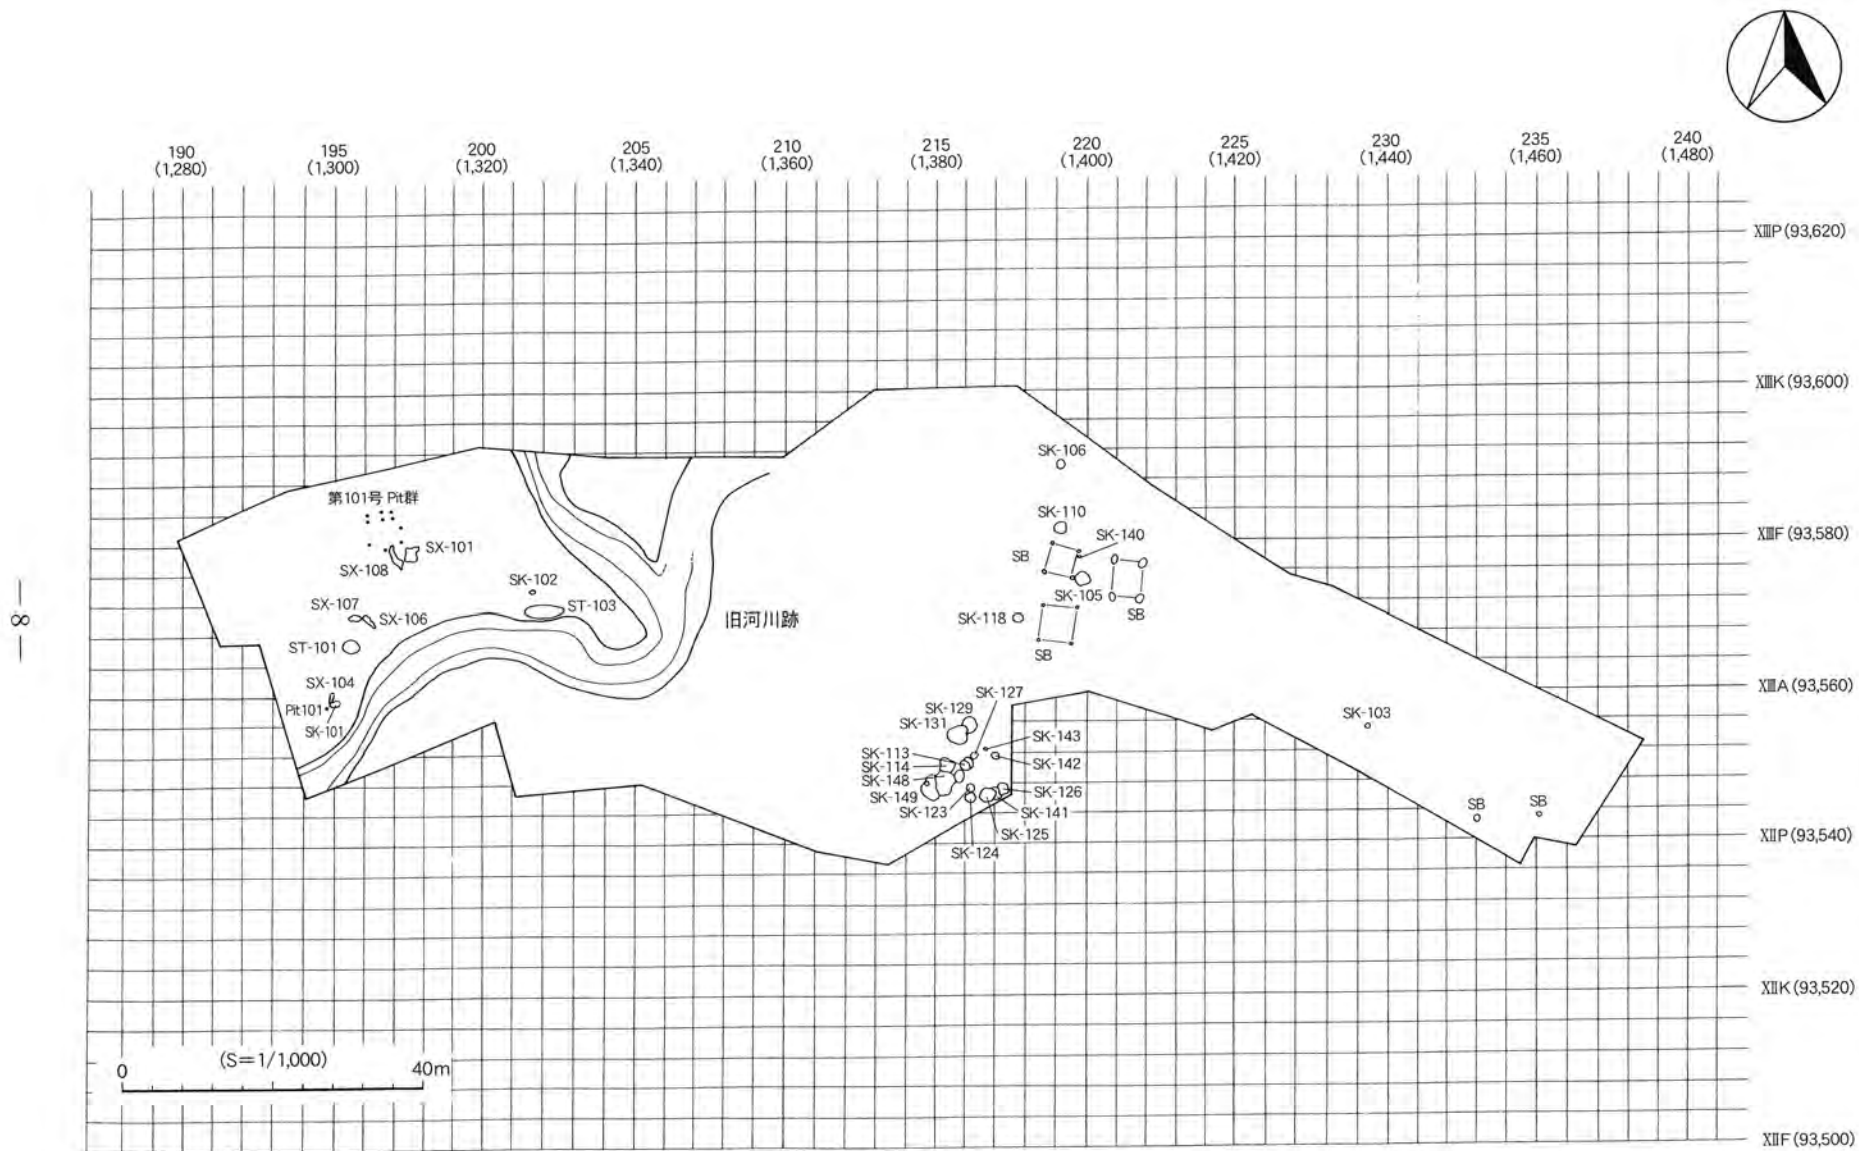 190
(1,280)
195
(1,300)
200
(1,320)
205
(1,340)
210
(1,360)
215
(1,380)
220
(1,400)
225
(1,420)
230
(1,440)
235
(1,460)
240
(1,480)
ⅩⅢP(93,620)
ⅩⅢK(93,600)
ⅩⅢF(93,580)
ⅩⅢA(93,560)
ⅫP(93,540)
ⅫK(93,520)
ⅫF(93,500)
第101号 Pit群
SX-101
SX-108
SK-102
ST-103
SX-107
SX-106
ST-101
SX-104
Pit101
SK-101
旧河川跡
SK-106
SK-110
SK-140
SB
SK-105
SB
SK-118
SB
SK-127
SK-129
SK-131
SK-143
SK-113
SK-142
SK-114
SK-148
SK-149
SK-126
SK-123
SK-141
SK-125
SK-124
SK-103
SB
SB
(S=1/1,000)
0
40m
—8—